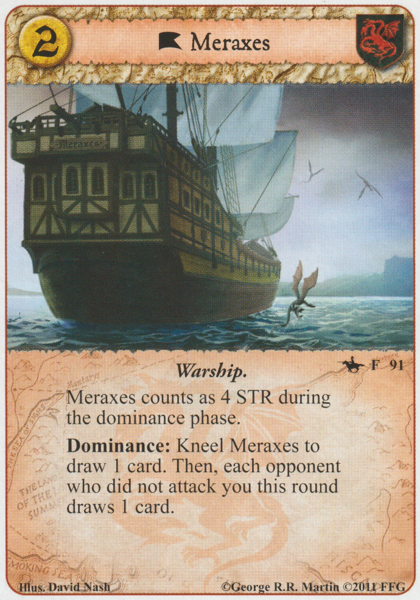 2
Meraxes
Meraxes
Warship.
F 91
Meraxes counts as 4 STR during
the dominance phase.
Dominance: Kneel Meraxes to
draw 1 card. Then, each opponent
who did not attack you this round
draws 1 card.
SMOKING SEA
Illus. David Nash
©George R.R. Martin ©2011 FFG